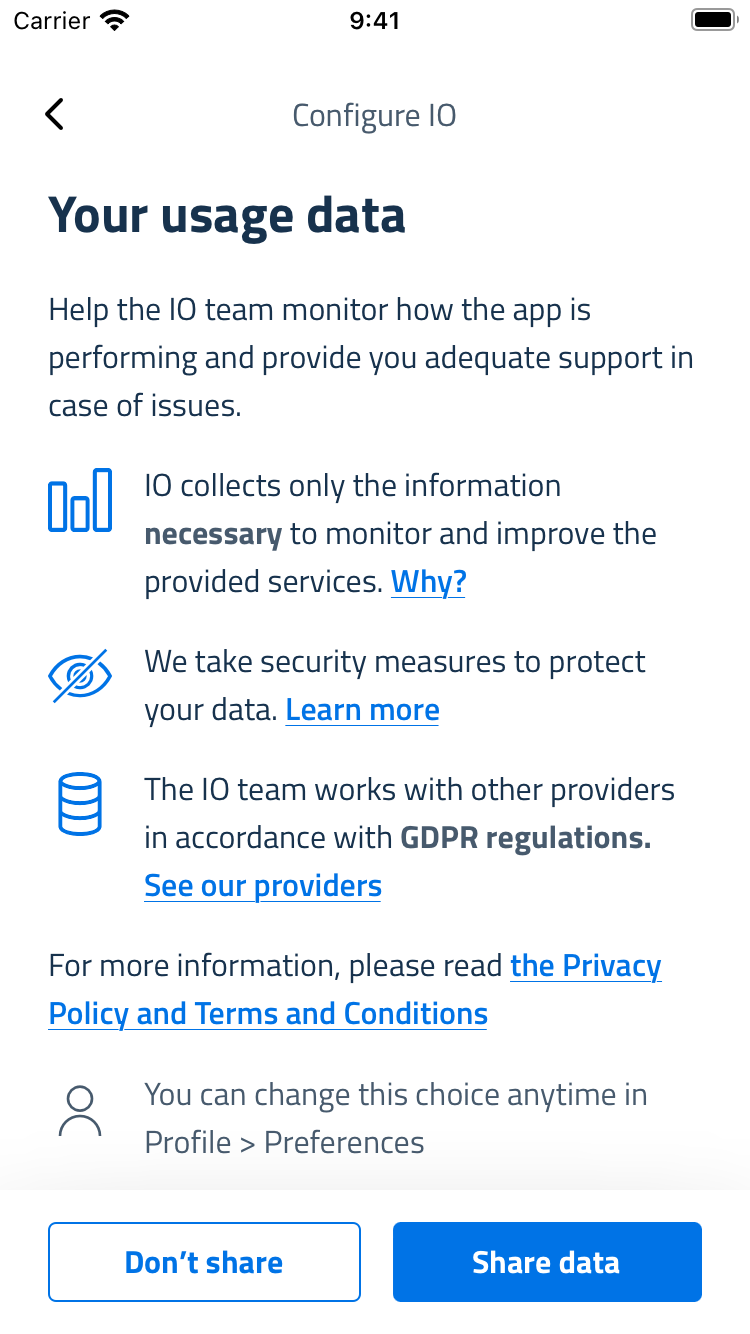 Carrier 9:41
Configure IO
Your usage data
Help the IO team monitor how the app is
performing and provide you adequate support in
case of issues.
IO collects only the information
necessary to monitor and improve the
provided services. Why?
We take security measures to protect
your data. Learn more
The IO team works with other providers
in accordance with GDPR regulations.
See our providers
For more information, please read the Privacy
Policy and Terms and Conditions
You can change this choice anytime in
Profile > Preferences
Don’t share Share data